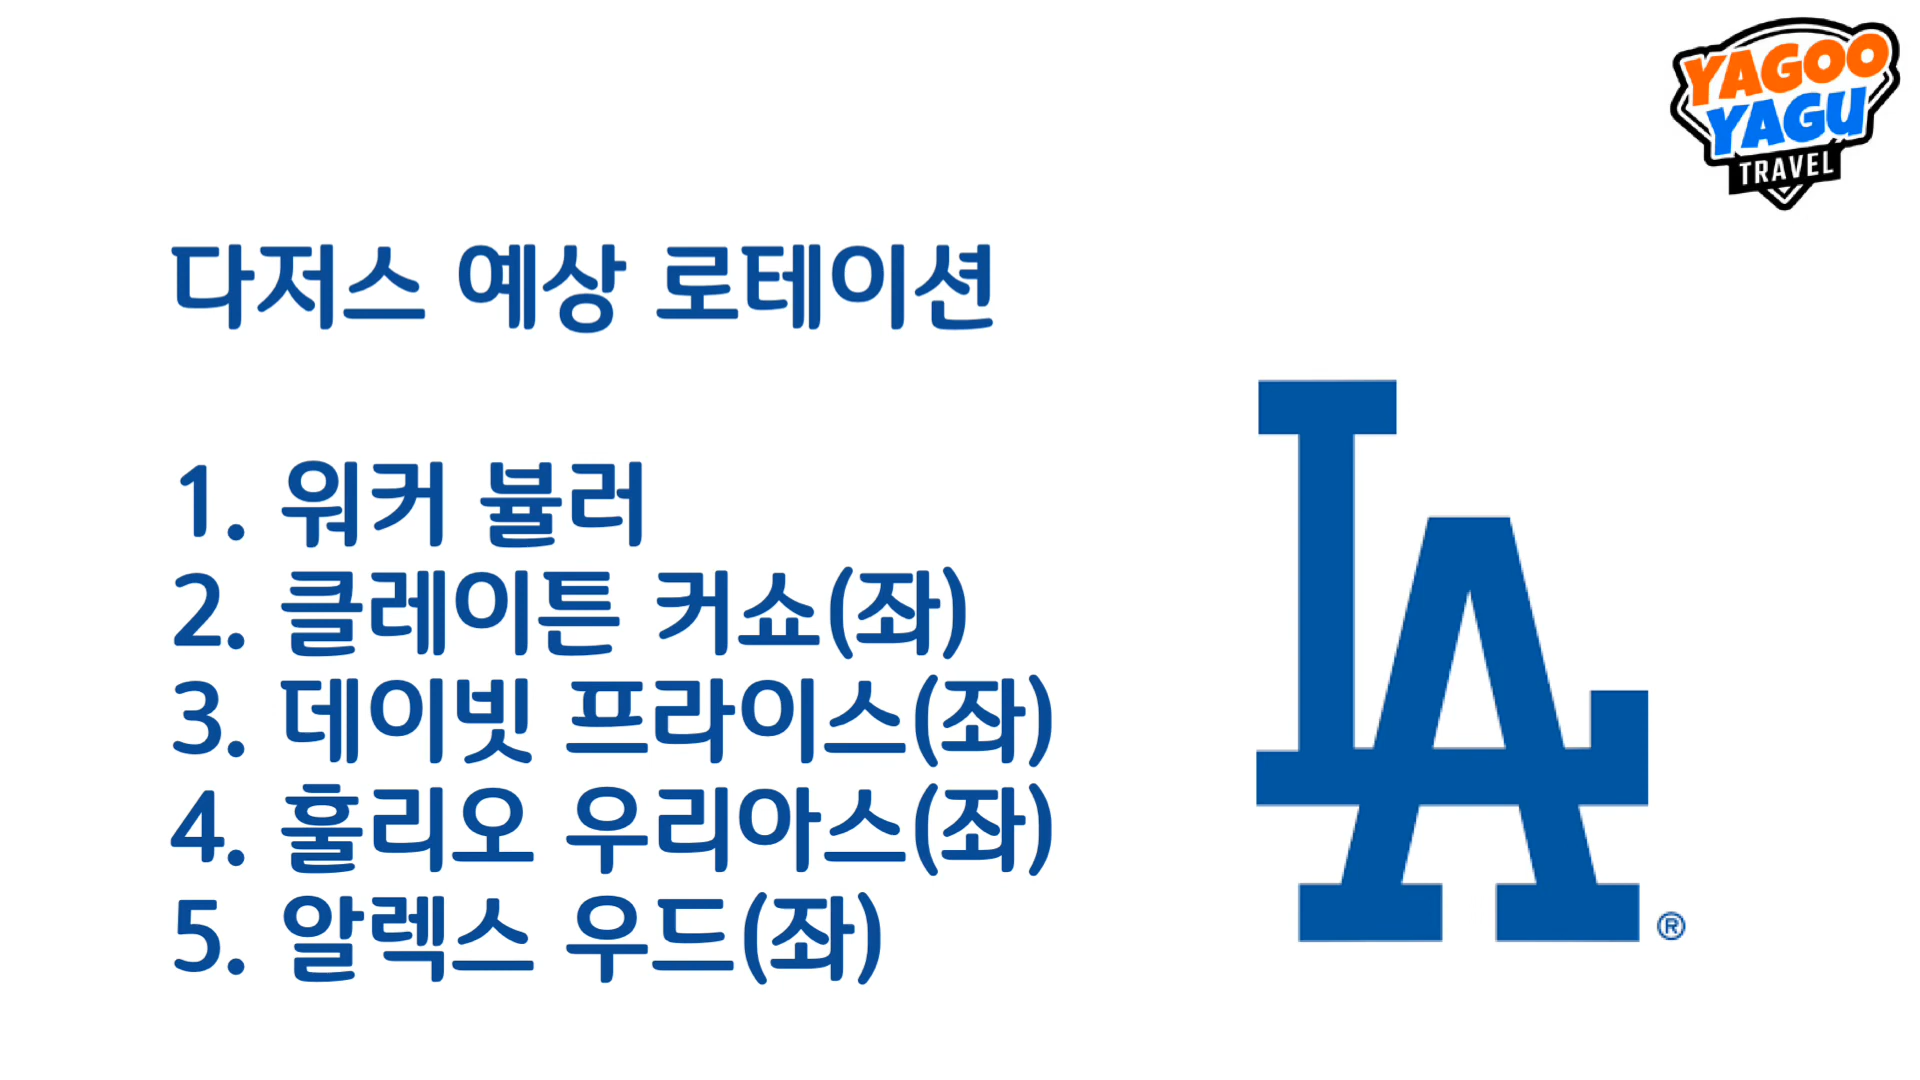 YAGOO
YAGU
TRAVEL
다저스 예상 로테이션
1. 워커 뷸러
2. 클레이튼 커쇼(좌)
3. 데이빗 프라이스(좌)
4. 훌리오 우리아스(좌)
5. 알렉스 우드(좌)
LA
®